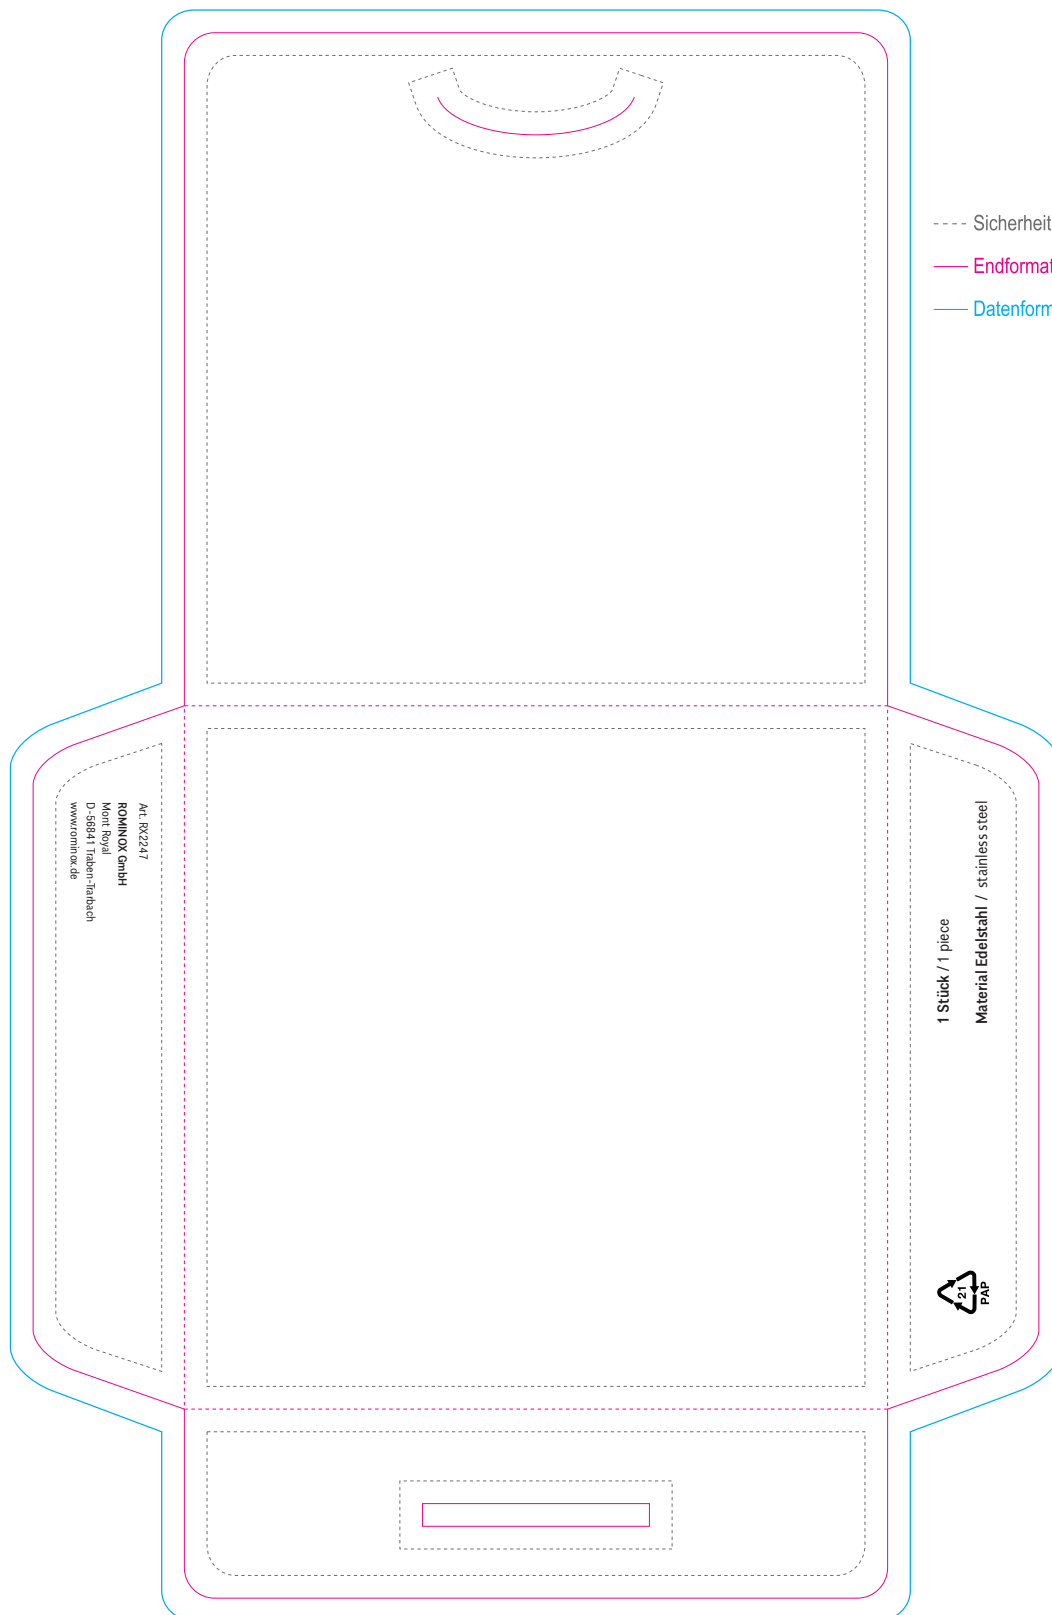 Sicherheit
Endformat
Datenform
Art. RX2247
ROMINOX GmbH
Mont Royal
D-56841 Traben-Trarbach
www.rominox.de
1 Stück / 1 piece
Material Edelstahl / stainless steel
21
PAP